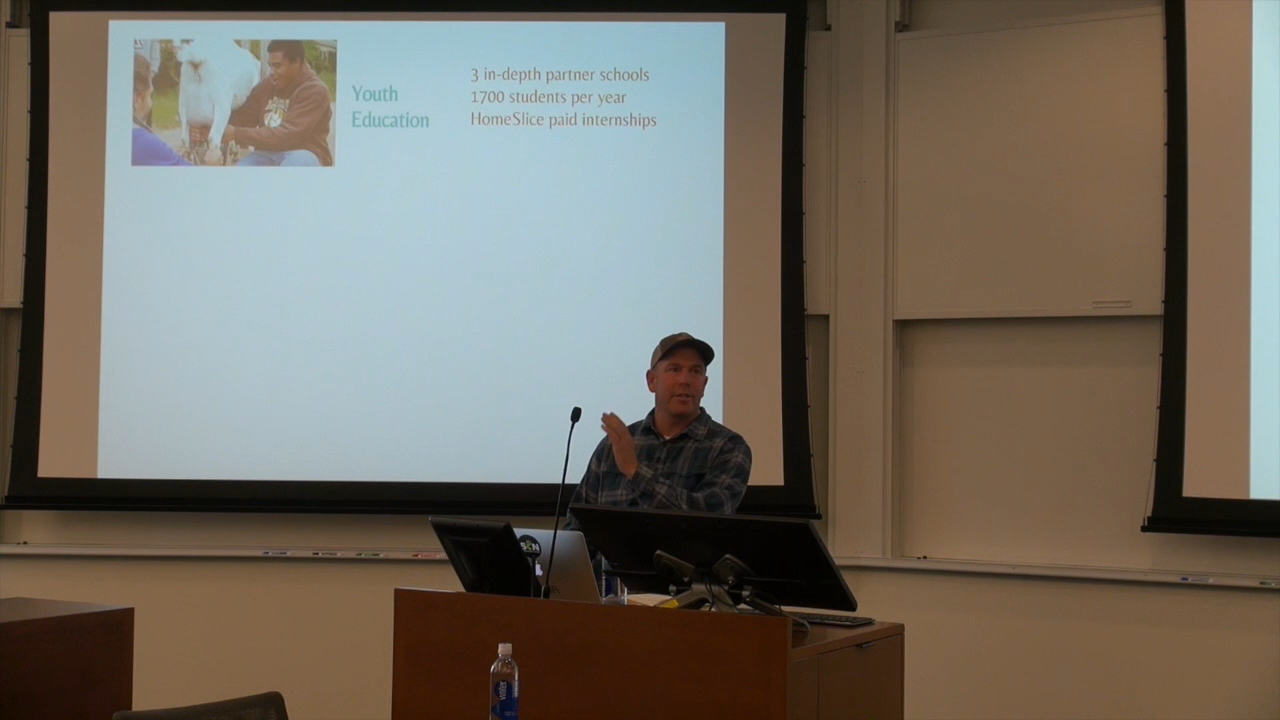 Youth
Education
3 in-depth partner schools
1700 students per year
HomeSlice paid internships